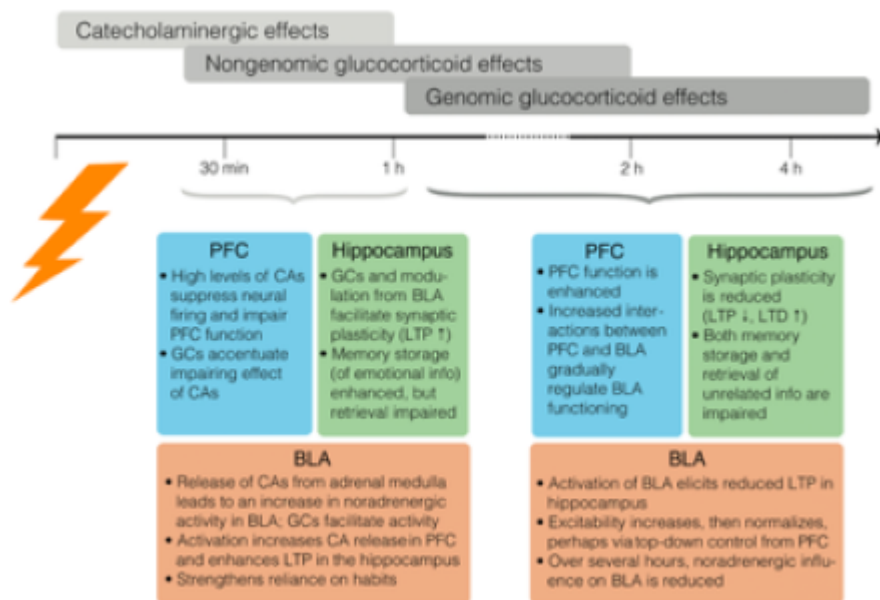 Catecholaminergic effects
Nongenomic glucocorticoid effects
Genomic glucocorticoid effects
30 min
1 h
2 h
4 h
PFC
• High levels of CAs
suppress neural
firing and impair
PFC function
• GCs accentuate
impairing effect
of CAs
Hippocampus
• GCs and modu-
lation from BLA
facilitate synaptic
plasticity (LTP ↑)
• Memory storage
(of emotional info)
enhanced, but
retrieval impaired
BLA
• Release of CAs from adrenal medulla
leads to an increase in noradrenergic
activity in BLA; GCs facilitate activity
• Activation increases CA release in PFC
and enhances LTP in the hippocampus
• Strengthens reliance on habits
PFC
• PFC function is
enhanced
• Increased inter-
actions between
PFC and BLA
gradually
regulate BLA
functioning
Hippocampus
• Synaptic plasticity
is reduced
(LTP ↓, LTD ↑)
• Both memory
storage and
retrieval of
unrelated info are
impaired
BLA
• Activation of BLA elicits reduced LTP in
hippocampus
• Excitability increases, then normalizes,
perhaps via top-down control from PFC
• Over several hours, noradrenergic influ-
ence on BLA is reduced